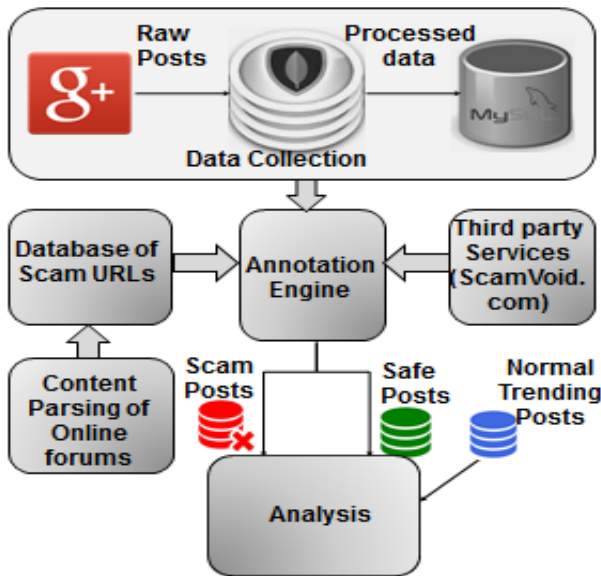 Raw
Posts
Processed
data
g+
MySQL
Data Collection
Database of
Scam URLs
Annotation
Engine
Third party
Services
(ScamVoid.
com)
Content
Parsing of
Online
forums
Scam
Posts
Safe
Posts
Normal
Trending
Posts
Analysis